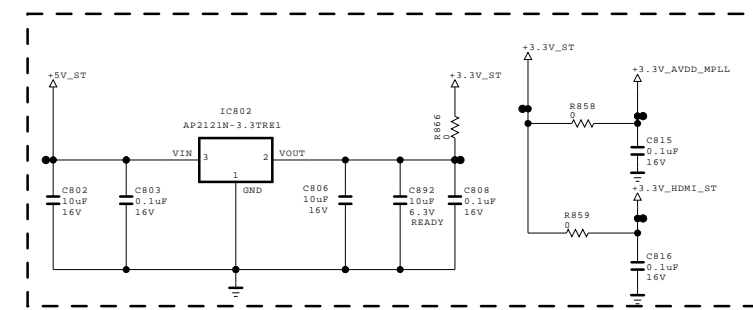 +5V_ST
IC802
AP2121N-3.3TRE1
VIN
3
2
VOUT
1
GND
+3.3V_ST
R866
0
C802
10uF
16V
C803
0.1uF
16V
C806
10uF
16V
C892
10uF
6.3V
READY
C808
0.1uF
16V
+3.3V_ST
+3.3V_AVDD_MPLL
R858
0
C815
0.1uF
16V
+3.3V_HDMI_ST
R859
0
C816
0.1uF
16V